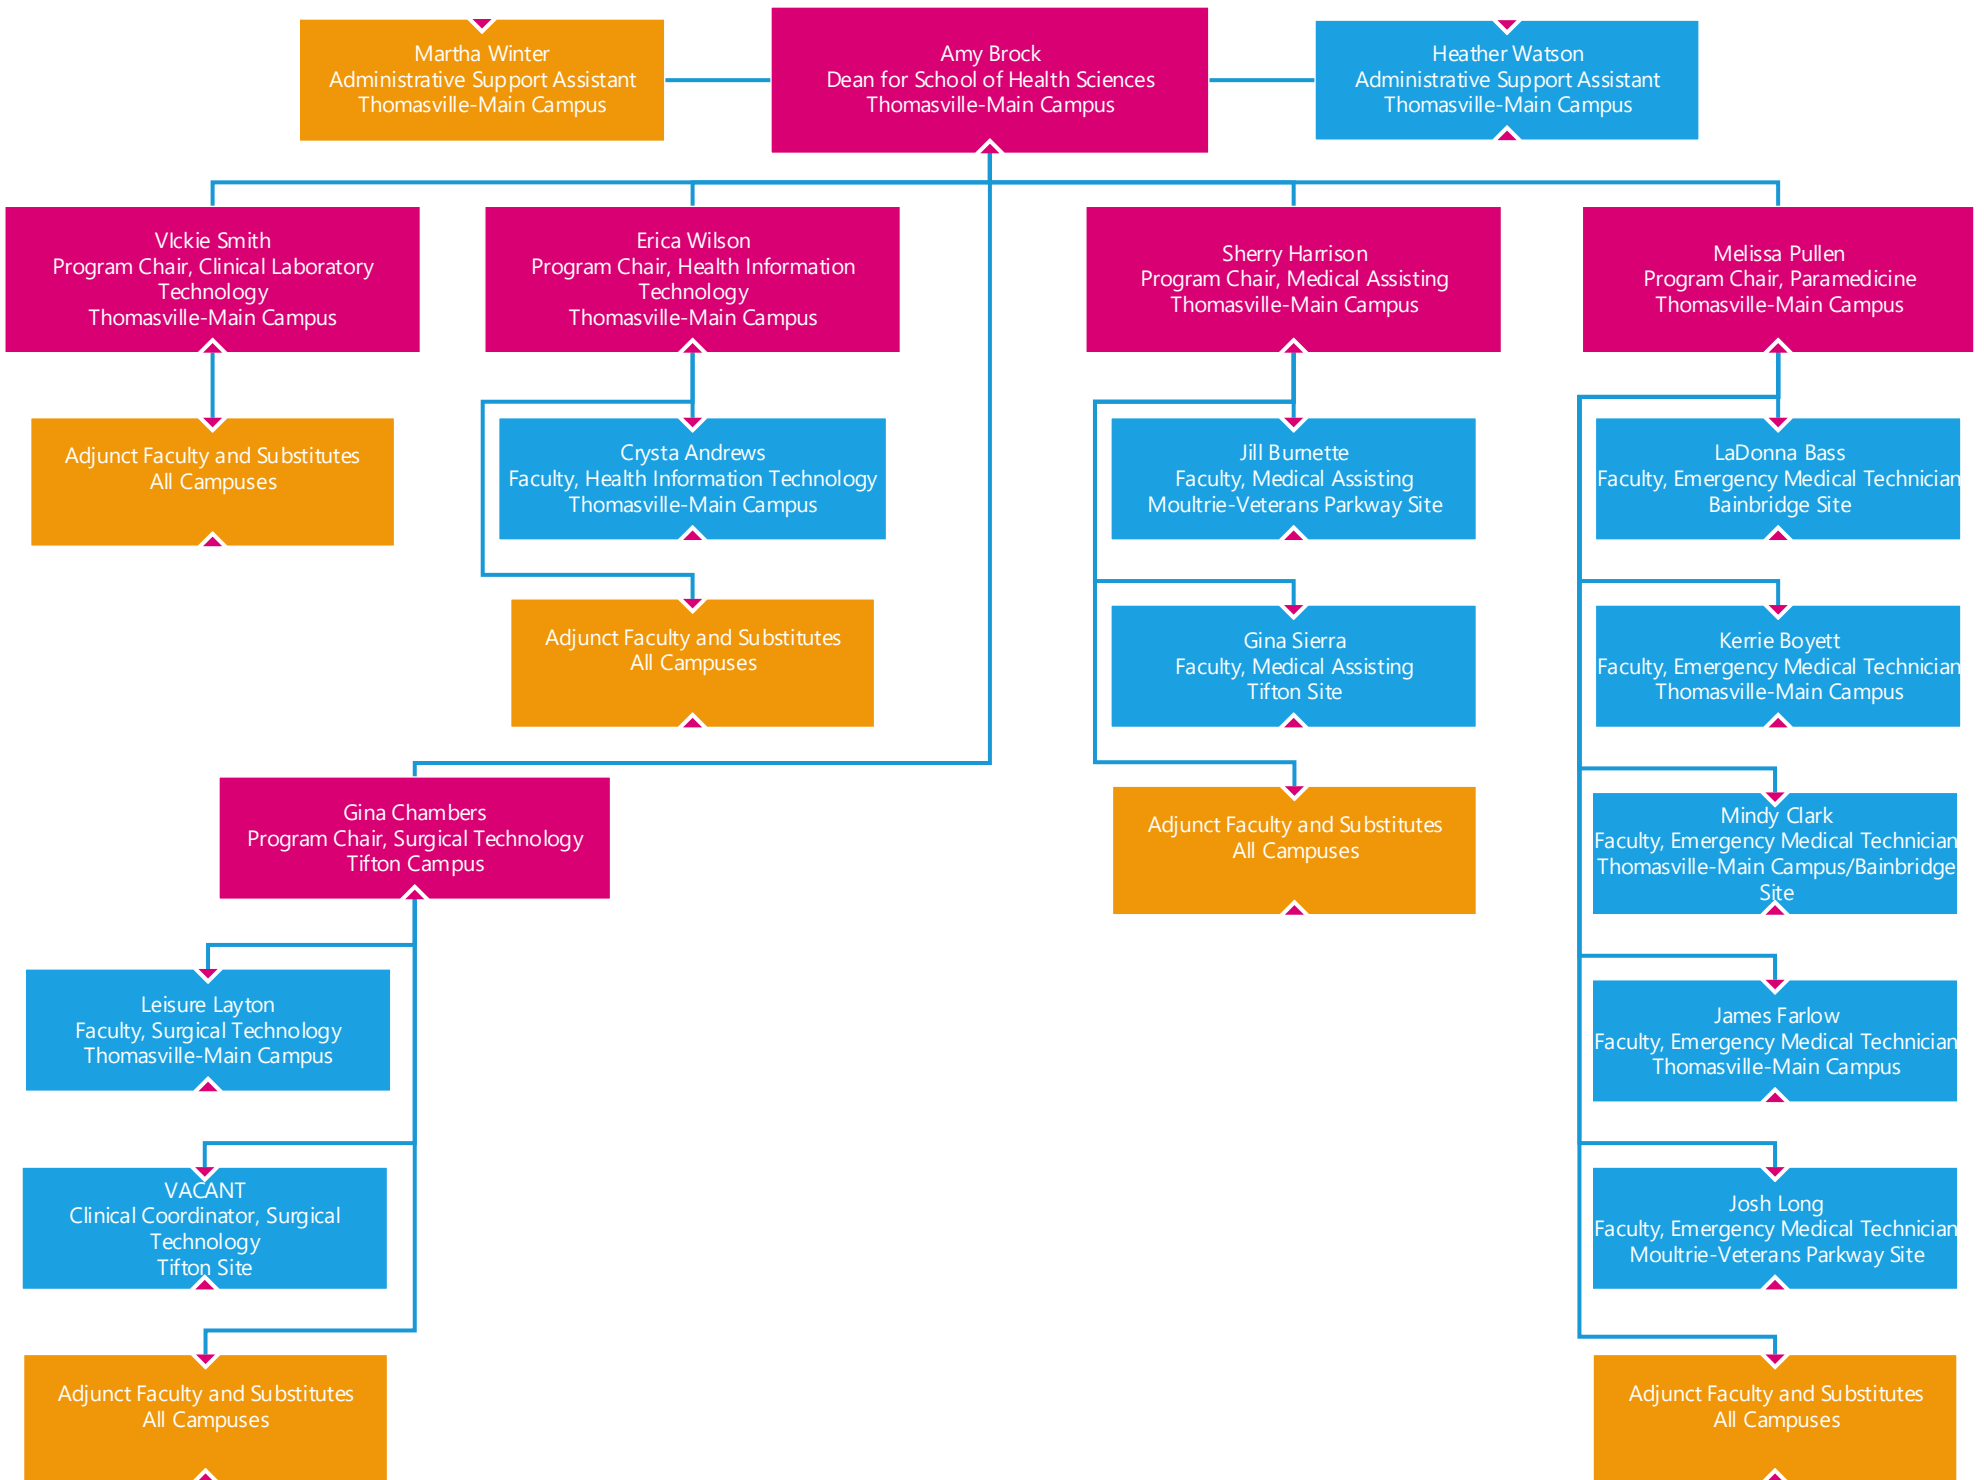 Martha Winter
Administrative Support Assistant
Thomasville-Main Campus
Amy Brock
Dean for School of Health Sciences
Thomasville-Main Campus
Heather Watson
Administrative Support Assistant
Thomasville-Main Campus
VIckie Smith
Program Chair, Clinical Laboratory
Technology
Thomasville-Main Campus
Erica Wilson
Program Chair, Health Information
Technology
Thomasville-Main Campus
Sherry Harrison
Program Chair, Medical Assisting
Thomasville-Main Campus
Melissa Pullen
Program Chair, Paramedicine
Thomasville-Main Campus
Adjunct Faculty and Substitutes
All Campuses
Crysta Andrews
Faculty, Health Information Technology
Thomasville-Main Campus
Jill Burnette
Faculty, Medical Assisting
Moultrie-Veterans Parkway Site
LaDonna Bass
Faculty, Emergency Medical Technician
Bainbridge Site
Adjunct Faculty and Substitutes
All Campuses
Gina Sierra
Faculty, Medical Assisting
Tifton Site
Kerrie Boyett
Faculty, Emergency Medical Technician
Thomasville-Main Campus
Gina Chambers
Program Chair, Surgical Technology
Tifton Campus
Adjunct Faculty and Substitutes
All Campuses
Mindy Clark
Faculty, Emergency Medical Technician
Thomasville-Main Campus/Bainbridge
Site
Leisure Layton
Faculty, Surgical Technology
Thomasville-Main Campus
James Farlow
Faculty, Emergency Medical Technician
Thomasville-Main Campus
VACANT
Clinical Coordinator, Surgical
Technology
Tifton Site
Josh Long
Faculty, Emergency Medical Technician
Moultrie-Veterans Parkway Site
Adjunct Faculty and Substitutes
All Campuses
Adjunct Faculty and Substitutes
All Campuses